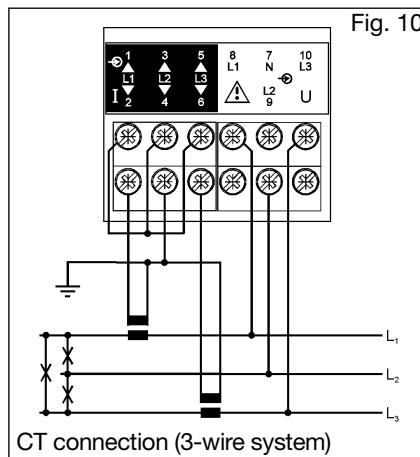 Fig. 10
1 3 5 8 7 10
L1 N L3
L1 L2 L3
L2
I 2 4 6 9 U
L1
L2
L3
CT connection (3-wire system)